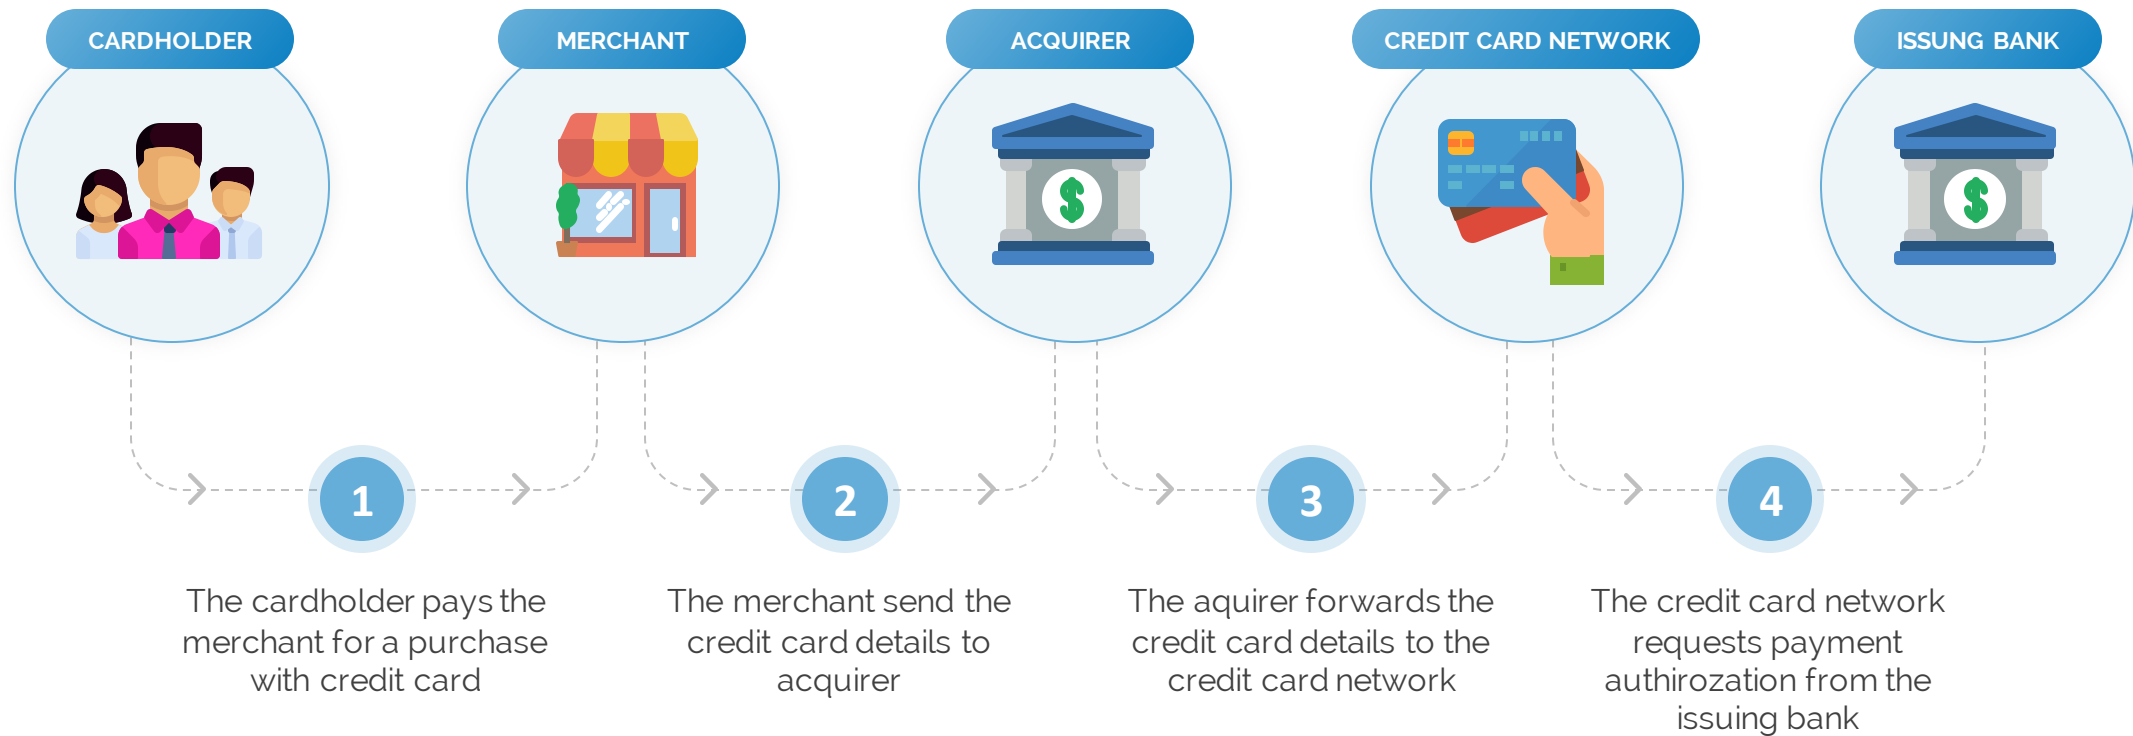 CARDHOLDER
MERCHANT
ACQUIRER
CREDIT CARD NETWORK
ISSUNG BANK
1
2
3
4
The cardholder pays the
merchant for a purchase
with credit card
The merchant send the
credit card details to
acquirer
The aquirer forwards the
credit card details to the
credit card network
The credit card network
requests payment
authirozation from the
issuing bank